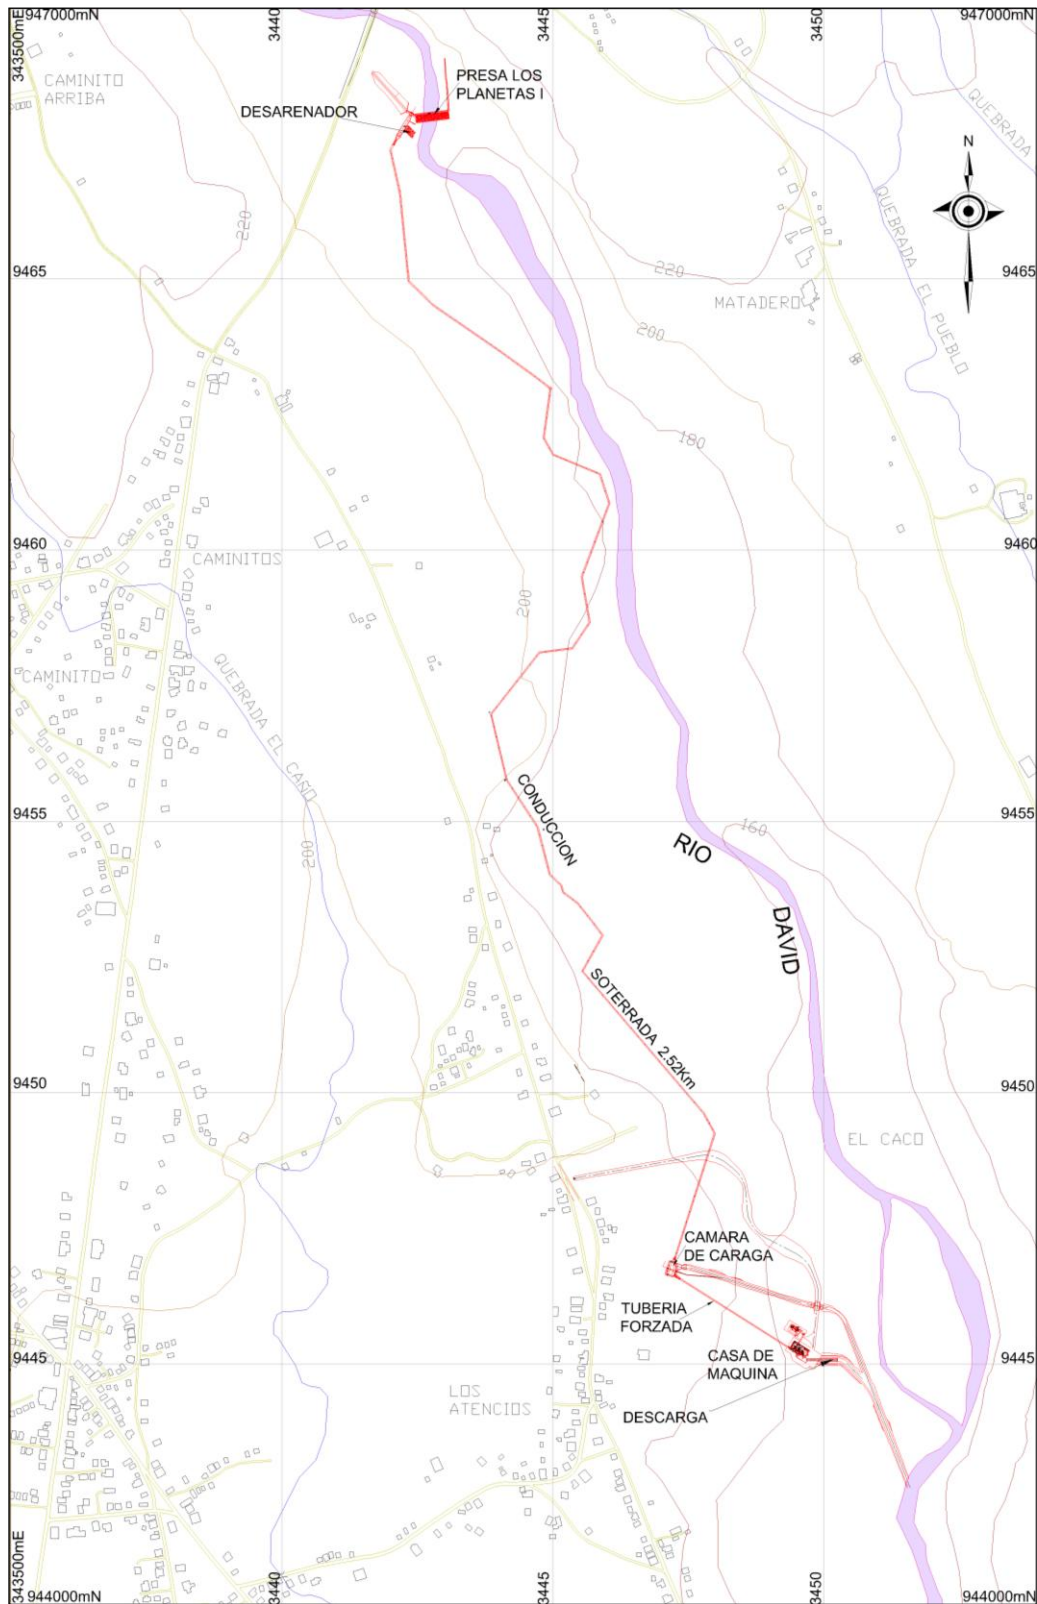 947000mN
343500mE
3440
3445
3450
947000mN
CAMINITO
ARRIBA
DESARENADOR
PRESA LOS
PLANETAS I
QUEBRADA
N
220
QUEBRADA EL PUEBLO
9465
220
9465
MATADERO
200
180
9460
CAMINITOS
9460
200
CAMINITO
QUEBRADA EL CAÑO
CONDUCCION
9455
RIO
160
9455
200
DAVID
SOTERRADA 2.52Km
9450
9450
EL CACO
CAMARA
DE CARAGA
TUBERIA
FORZADA
9445
CASA DE
MAQUINA
9445
LOS
ATENCIOS
DESCARGA
343500mE
944000mN
3440
3445
3450
944000mN